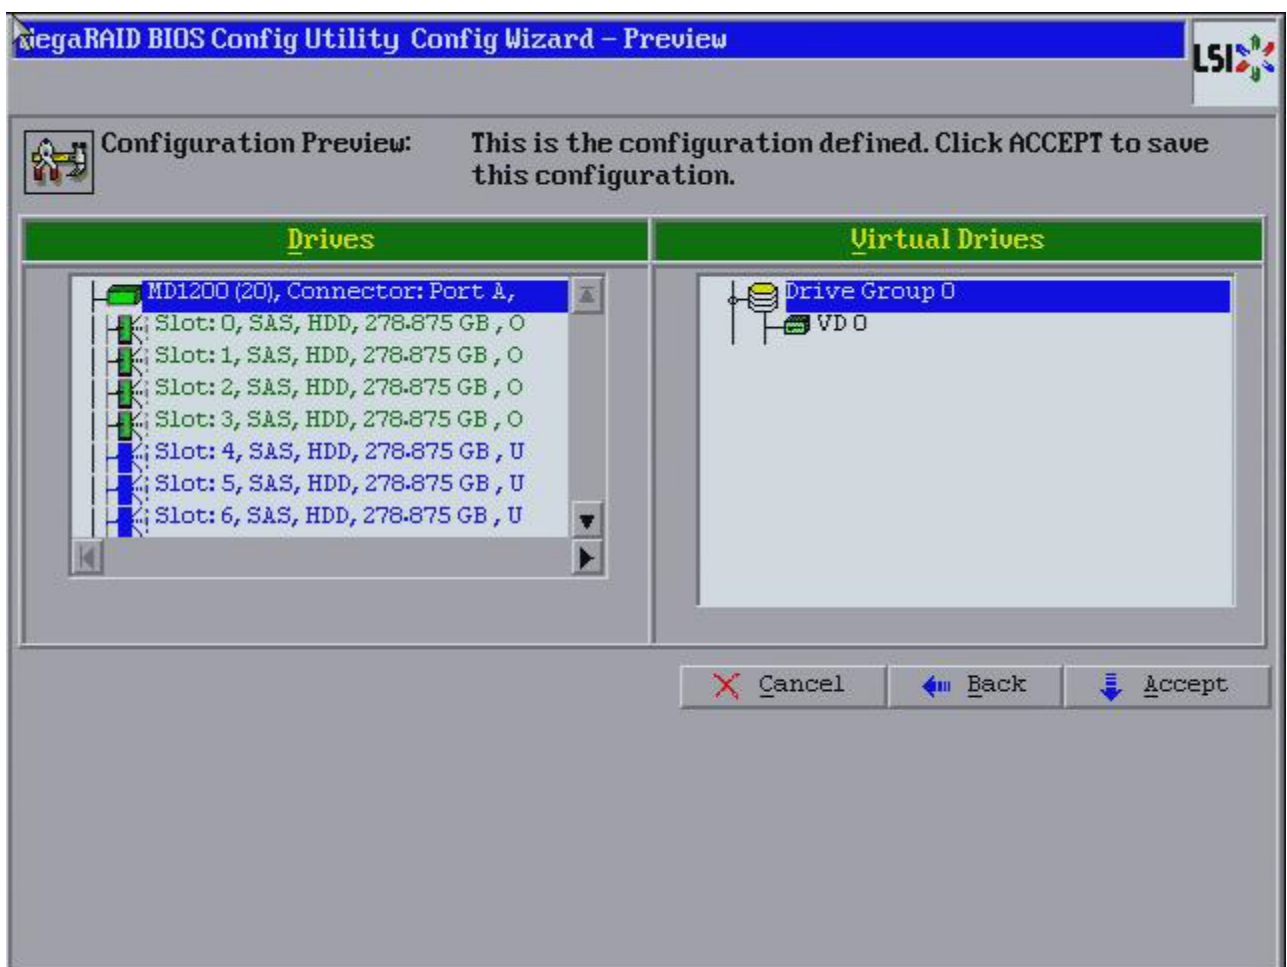 MegaRAID BIOS Config Utility Config Wizard – Preview
LSI
Configuration Preview:
This is the configuration defined. Click ACCEPT to save
this configuration.
Drives
MD1200 (20), Connector: Port A,
Slot: 0, SAS, HDD, 278.875 GB , O
Slot: 1, SAS, HDD, 278.875 GB , O
Slot: 2, SAS, HDD, 278.875 GB , O
Slot: 3, SAS, HDD, 278.875 GB , O
Slot: 4, SAS, HDD, 278.875 GB , U
Slot: 5, SAS, HDD, 278.875 GB , U
Slot: 6, SAS, HDD, 278.875 GB , U
Virtual Drives
Drive Group 0
VD 0
Cancel
Back
Accept